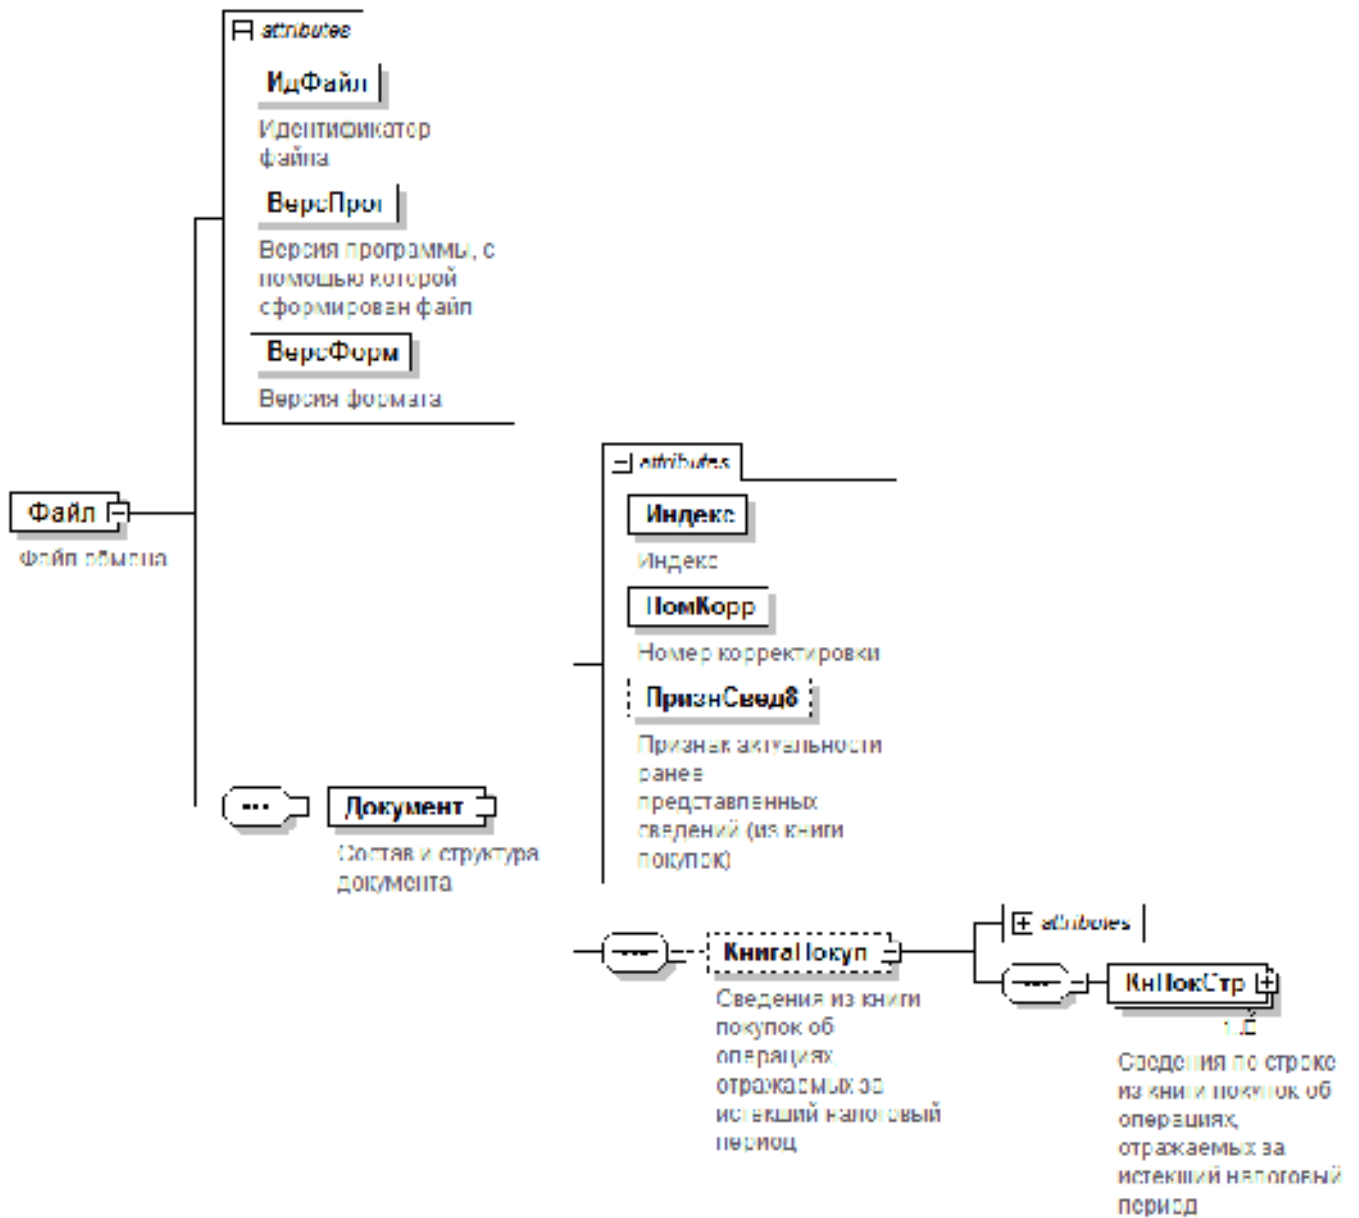 attributes
ИдФайл
Идентификатор
файла
ВерсПрог
Версия программы, с
помощью которой
сформирован файл
ВерсФорм
Версия формата
Файл
Файл обмена
attributes
Индекс
Индекс
НомКорр
Номер корректировки
ПризнСвед8
Признак актуальности
ранее
представленных
сведений (из книги
покупок)
Документ
Состав и структура
документа
attributes
КнигаПокуп
Сведения из книги
покупок об
операциях,
отражаемых за
истекший налоговый
период
КнПокСтр
Сведения по строке
из книги покупок об
операциях,
отражаемых за
истекший налоговый
период